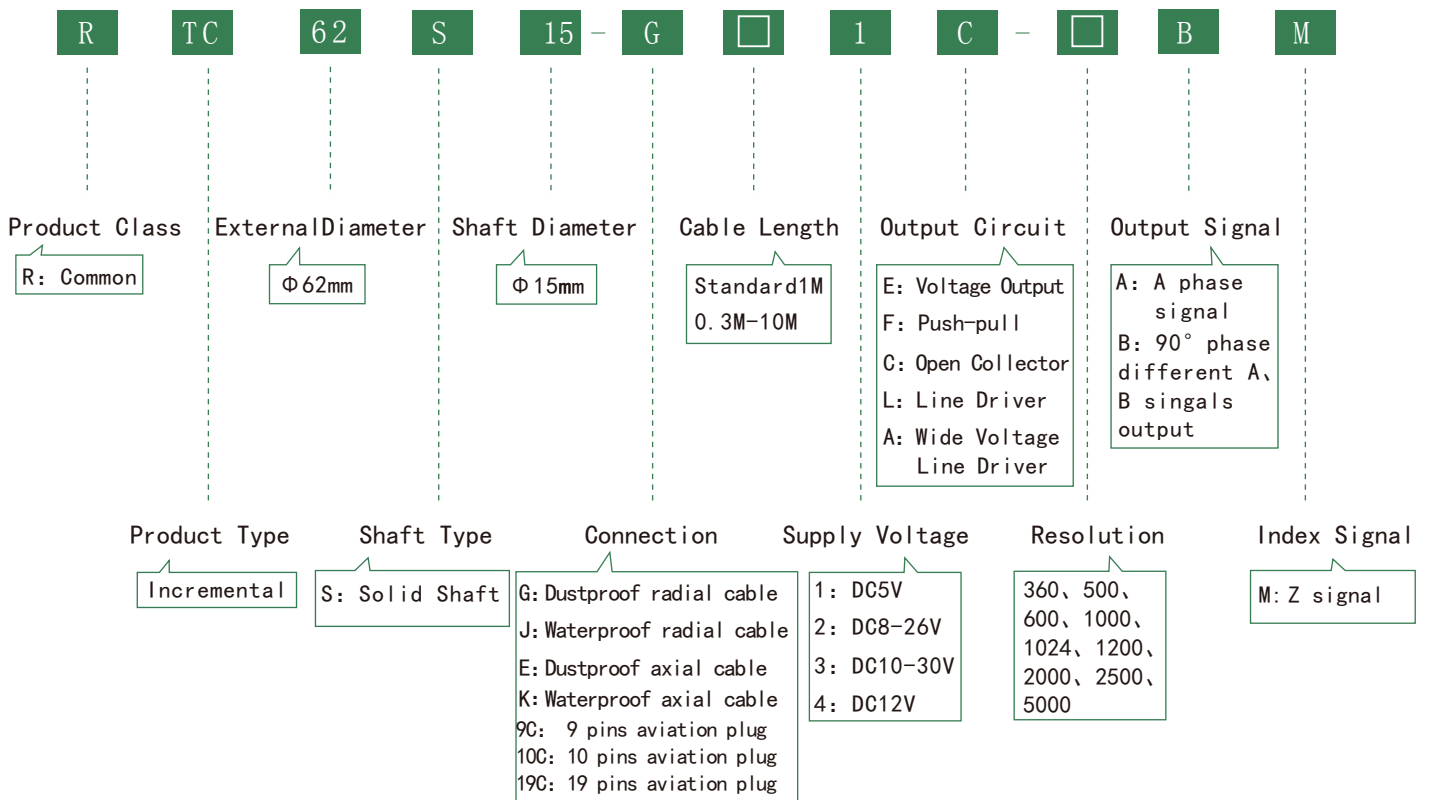 R TC 62 S 15 - G □ 1 C - □ B M
Product Class
R: Common
ExternalDiameter
Φ62mm
Shaft Diameter
Φ15mm
Cable Length
Standard1M
0.3M-10M
Output Circuit
E: Voltage Output
F: Push-pull
C: Open Collector
L: Line Driver
A: Wide Voltage
Line Driver
Output Signal
A: A phase
signal
B: 90° phase
different A、
B singals
output
Product Type
Incremental
Shaft Type
S: Solid Shaft
Connection
G: Dustproof radial cable
J: Waterproof radial cable
E: Dustproof axial cable
K: Waterproof axial cable
9C: 9 pins aviation plug
10C: 10 pins aviation plug
19C: 19 pins aviation plug
Supply Voltage
1: DC5V
2: DC8-26V
3: DC10-30V
4: DC12V
Resolution
360、500、
600、1000、
1024、1200、
2000、2500、
5000
Index Signal
M: Z signal